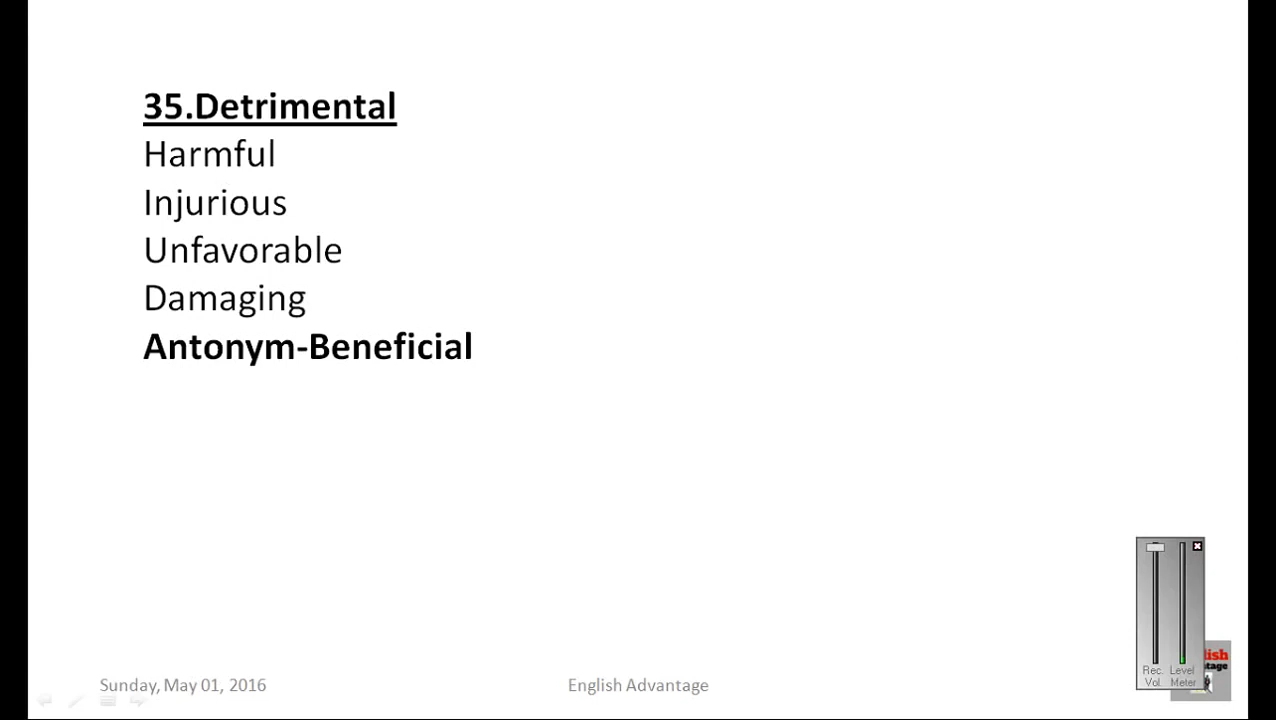 35.Detrimental
Harmful
Injurious
Unfavorable
Damaging
Antonym-Beneficial
Rec. Level
Vol. Meter
Sunday, May 01, 2016
English Advantage